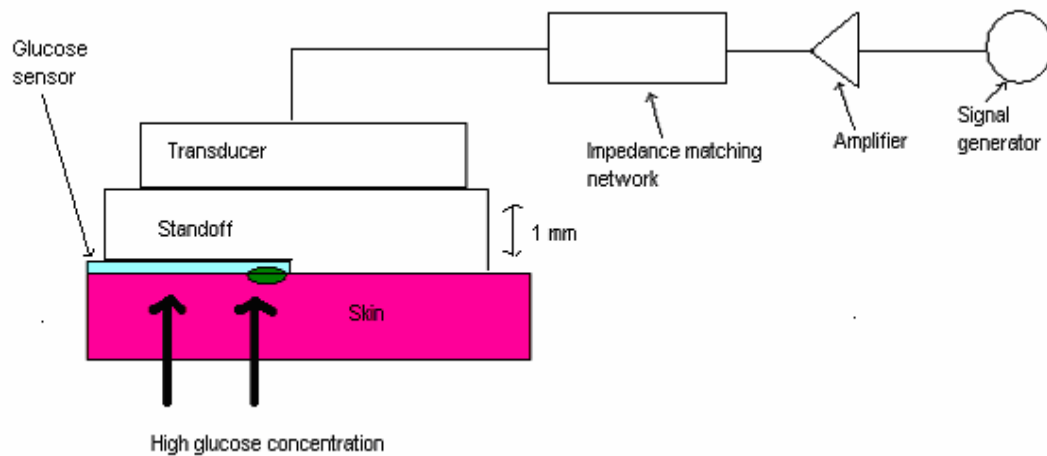 Glucose
sensor
Transducer
Impedance matching
network
Amplifier
Signal
generator
Standoff
1 mm
Skin
High glucose concentration